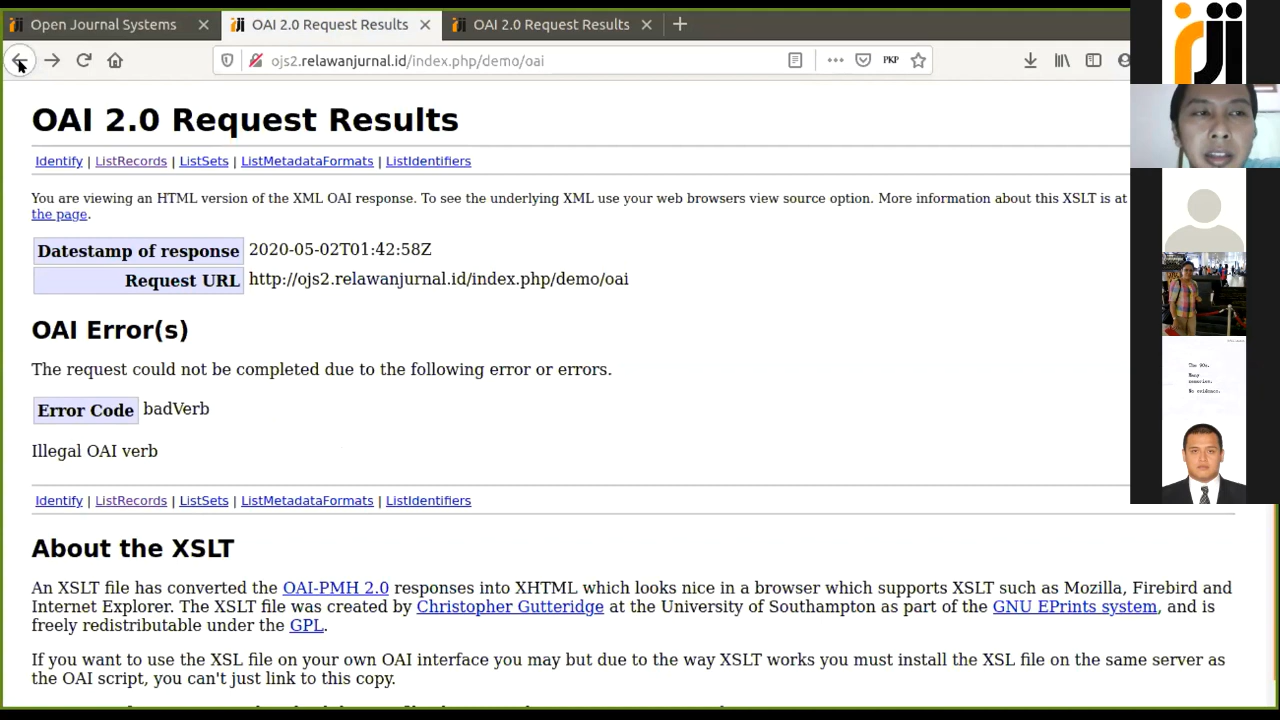 Open Journal Systems
OAI 2.0 Request Results
OAI 2.0 Request Results
ojs2.relawanjurnal.id/index.php/demo/oai
PKP
OAI 2.0 Request Results
Identify | ListRecords | ListSets | ListMetadataFormats | ListIdentifiers
You are viewing an HTML version of the XML OAI response. To see the underlying XML use your web browsers view source option. More information about this XSLT is at
the page.
Datestamp of response 2020-05-02T01:42:58Z
Request URL http://ojs2.relawanjurnal.id/index.php/demo/oai
OAI Error(s)
The request could not be completed due to the following error or errors.
Error Code badVerb
Illegal OAI verb
Identify | ListRecords | ListSets | ListMetadataFormats | ListIdentifiers
About the XSLT
An XSLT file has converted the OAI-PMH 2.0 responses into XHTML which looks nice in a browser which supports XSLT such as Mozilla, Firebird and
Internet Explorer. The XSLT file was created by Christopher Gutteridge at the University of Southampton as part of the GNU EPrints system, and is
freely redistributable under the GPL.
If you want to use the XSL file on your own OAI interface you may but due to the way XSLT works you must install the XSL file on the same server as
the OAI script, you can't just link to this copy.
rji
The 90s.
Many
memories.
No evidence.